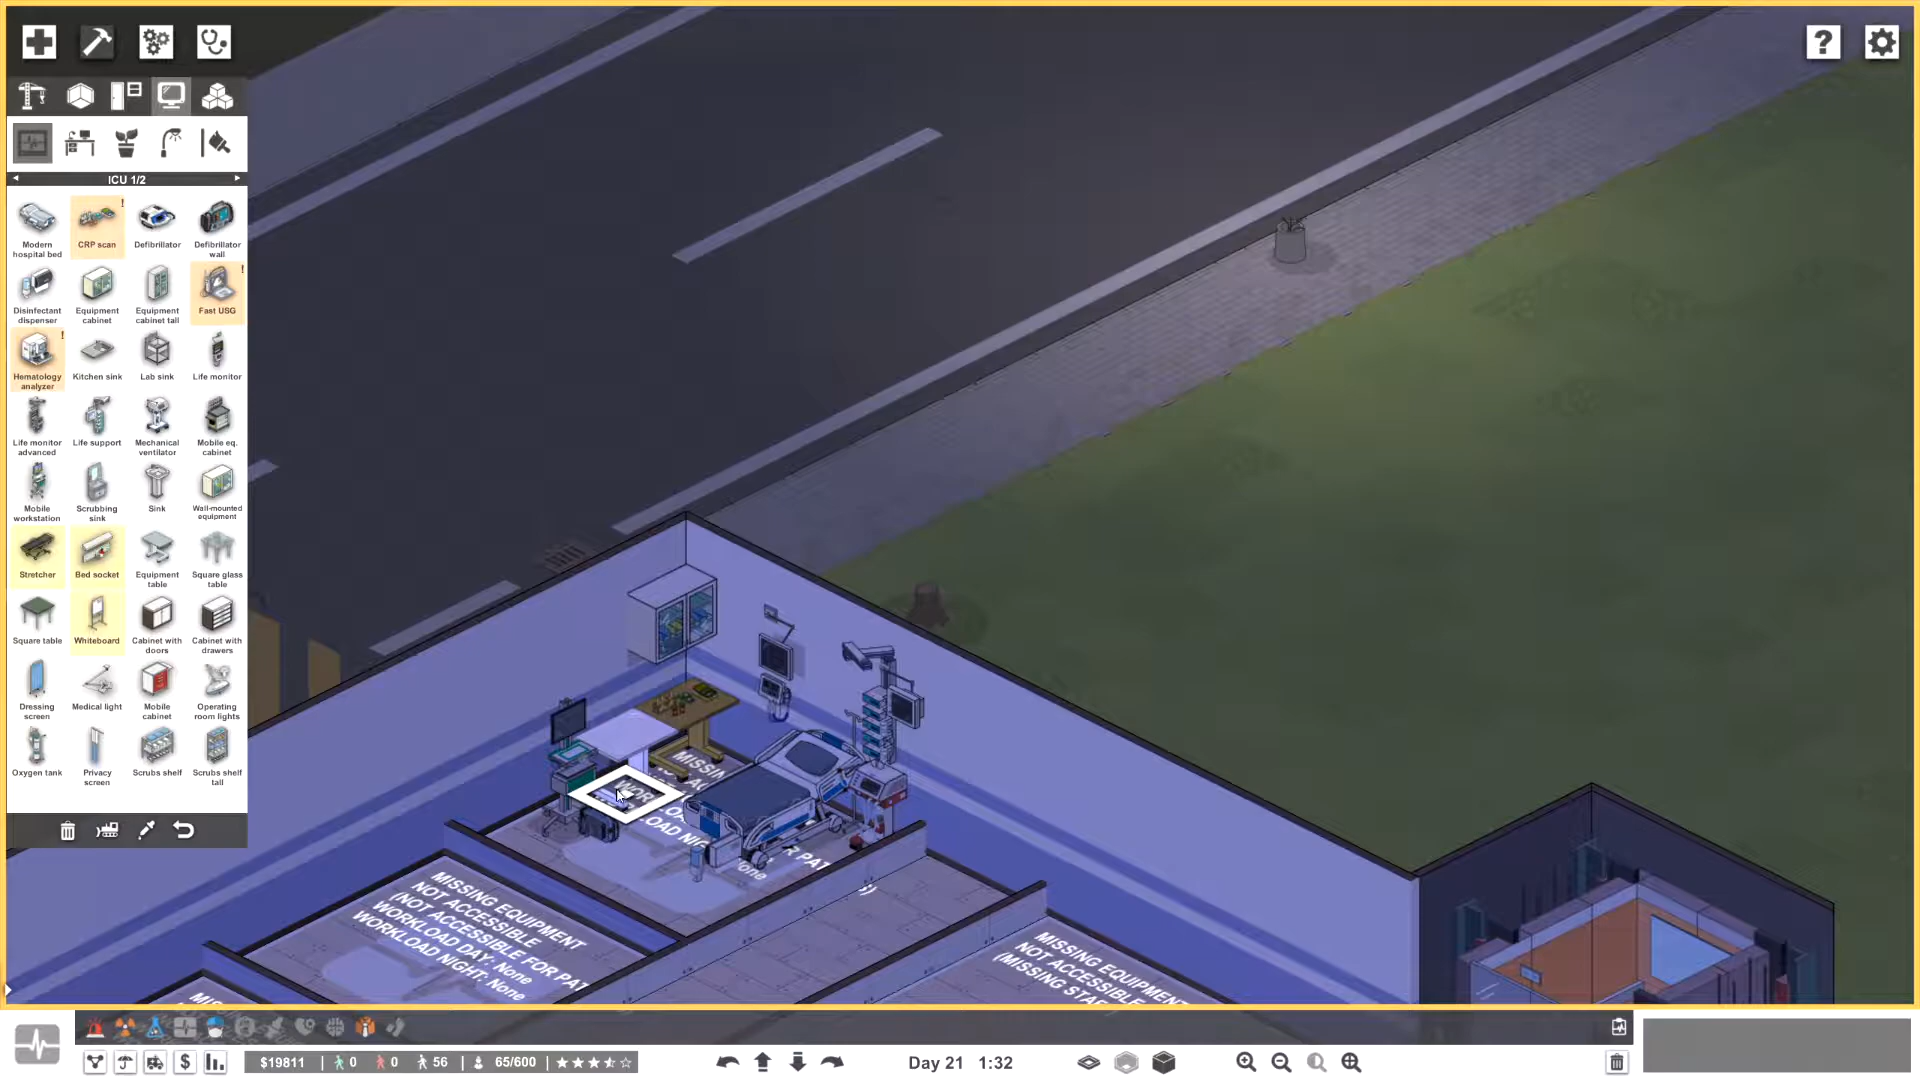 ICU 1/2
Modern hospital bed
CRP scan
Defibrillator
Defibrillator wall
Disinfectant dispenser
Equipment cabinet
Equipment cabinet tall
Fast USG
Hematology analyzer
Kitchen sink
Lab sink
Life monitor
Life monitor advanced
Life support
Mechanical ventilator
Mobile eq. cabinet
Mobile workstation
Scrubbing sink
Sink
Wall-mounted equipment
Stretcher
Bed socket
Equipment table
Square glass table
Square table
Whiteboard
Cabinet with doors
Cabinet with drawers
Dressing screen
Medical light
Mobile cabinet
Operating room lights
Oxygen tank
Privacy screen
Scrubs shelf
Scrubs shelf tall
MISSING EQUIPMENT
NOT ACCESSIBLE
(NOT ACCESSIBLE FOR PAT
WORKLOAD DAY: None
WORKLOAD NIGHT: None
MISSING EQUIPMENT
NOT ACCESSIBLE
(MISSING STA
$19811
0
0
56
65/600
Day 21 1:32
?